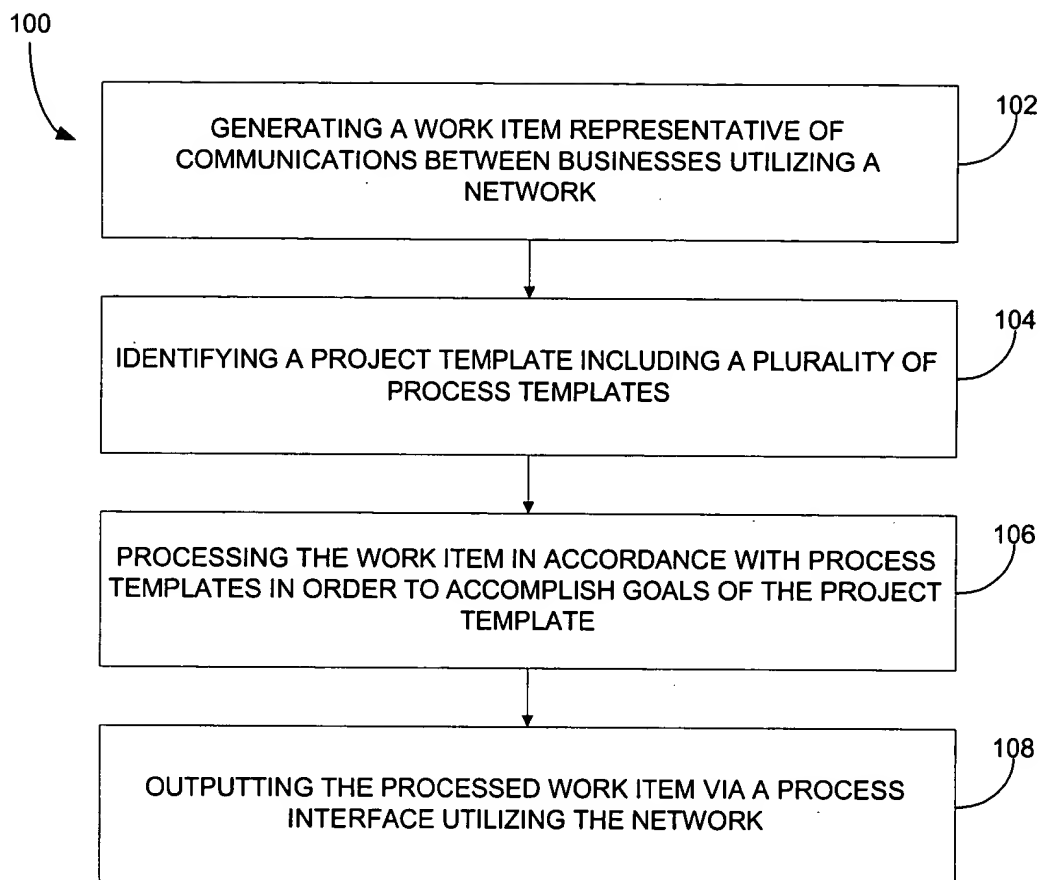 100
102
GENERATING A WORK ITEM REPRESENTATIVE OF
COMMUNICATIONS BETWEEN BUSINESSES UTILIZING A
NETWORK
104
IDENTIFYING A PROJECT TEMPLATE INCLUDING A PLURALITY OF
PROCESS TEMPLATES
106
PROCESSING THE WORK ITEM IN ACCORDANCE WITH PROCESS
TEMPLATES IN ORDER TO ACCOMPLISH GOALS OF THE PROJECT
TEMPLATE
108
OUTPUTTING THE PROCESSED WORK ITEM VIA A PROCESS
INTERFACE UTILIZING THE NETWORK